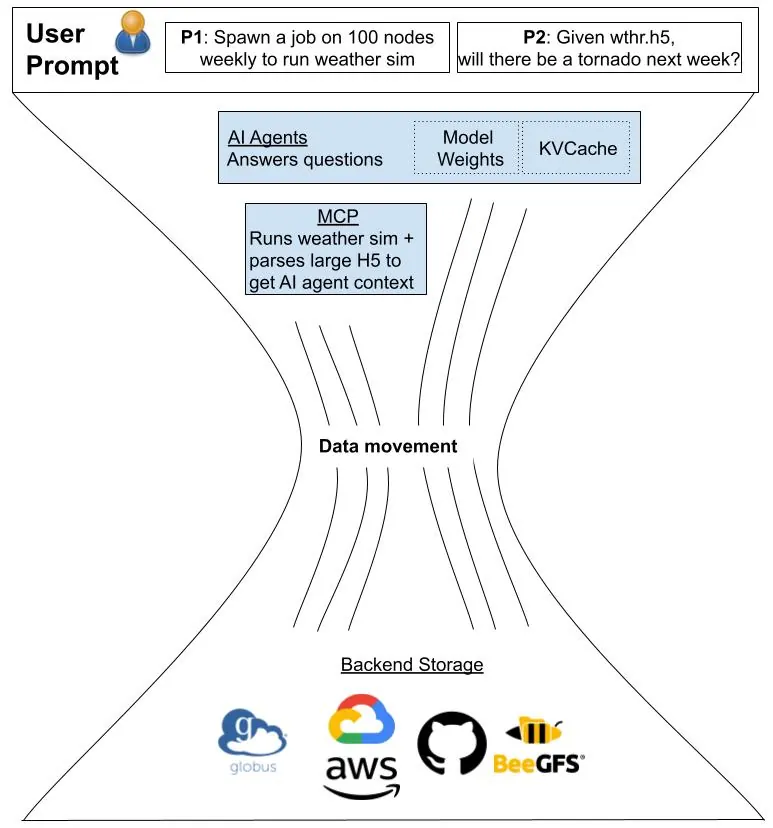 User
Prompt
P1: Spawn a job on 100 nodes
weekly to run weather sim
P2: Given wthr.h5,
will there be a tornado next week?
AI Agents
Answers questions
Model
Weights
KVCache
MCP
Runs weather sim +
parses large H5 to
get AI agent context
Data movement
Backend Storage
g
globus
aws
BeeGFS®